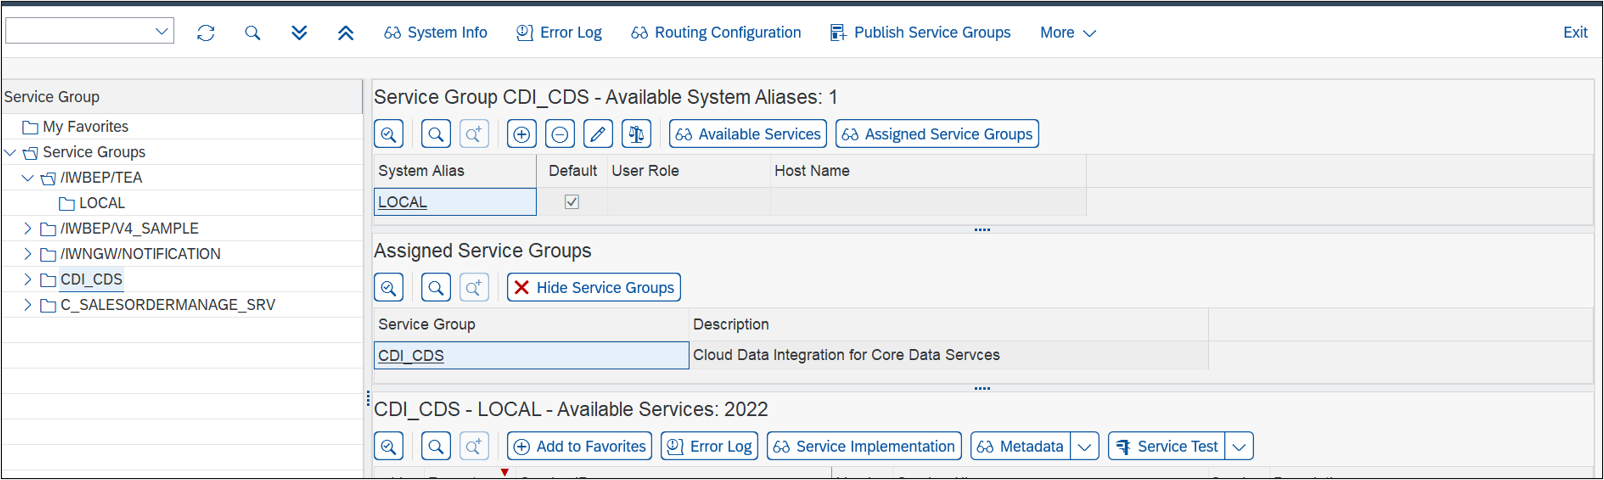 System Info Error Log Routing Configuration Publish Service Groups More Exit
Service Group
My Favorites
Service Groups
/IWBEP/TEA
LOCAL
/IWBEP/V4_SAMPLE
/IWNGW/NOTIFICATION
CDI_CDS
C_SALESORDERMANAGE_SRV
Service Group CDI_CDS - Available System Aliases: 1
Available Services Assigned Service Groups
System Alias Default User Role Host Name
LOCAL
Assigned Service Groups
Hide Service Groups
Service Group Description
CDI_CDS Cloud Data Integration for Core Data Servces
CDI_CDS - LOCAL - Available Services: 2022
Add to Favorites Error Log Service Implementation Metadata Service Test